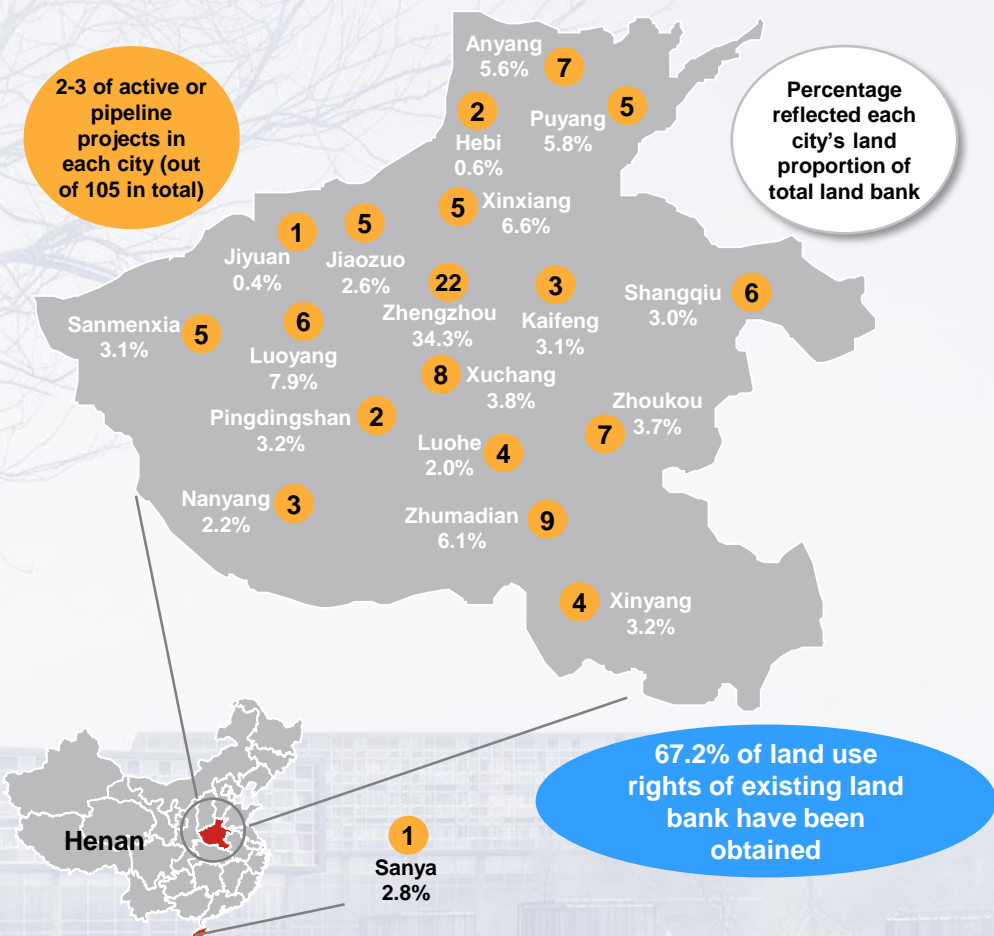 2-3 of active or
pipeline
projects in
each city (out
of 105 in total)
Percentage
reflected each
city's land
proportion of
total land bank
Anyang
5.6%
7
2
Hebi
0.6%
Puyang
5.8%
5
5
Xinxiang
6.6%
1
Jiyuan
0.4%
5
Jiaozuo
2.6%
22
Zhengzhou
34.3%
3
Kaifeng
3.1%
Shangqiu
3.0%
6
Sanmenxia
3.1%
5
6
Luoyang
7.9%
8
Xuchang
3.8%
Pingdingshan
3.2%
2
Luohe
2.0%
4
Zhoukou
3.7%
7
Nanyang
2.2%
3
Zhumadian
6.1%
9
4
Xinyang
3.2%
67.2% of land use
rights of existing land
bank have been
obtained
Henan
1
Sanya
2.8%